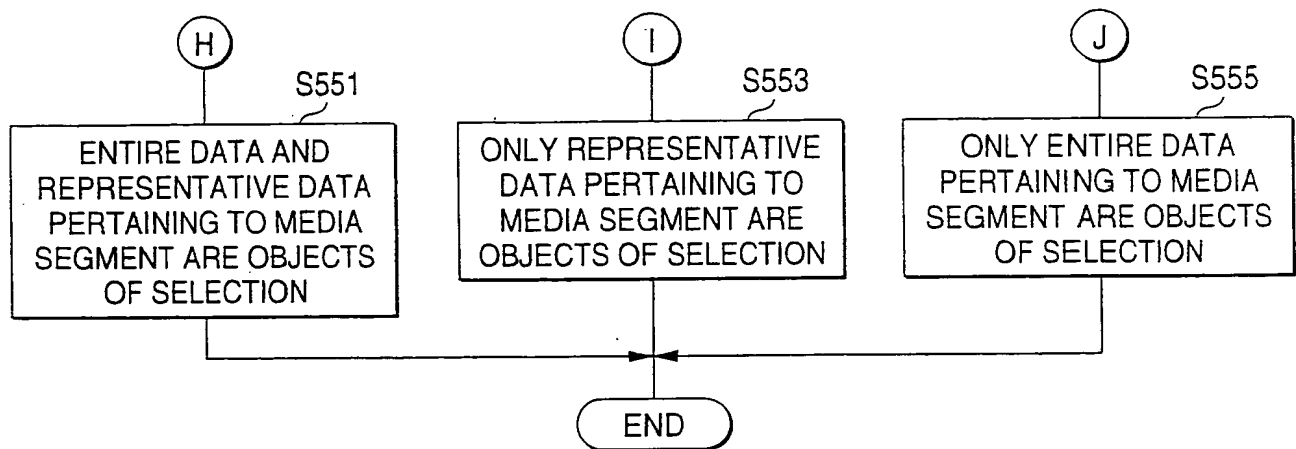 H
I
J
S551
S553
S555
ENTIRE DATA AND
REPRESENTATIVE DATA
PERTAINING TO MEDIA
SEGMENT ARE OBJECTS
OF SELECTION
ONLY REPRESENTATIVE
DATA PERTAINING TO
MEDIA SEGMENT ARE
OBJECTS OF SELECTION
ONLY ENTIRE DATA
PERTAINING TO MEDIA
SEGMENT ARE OBJECTS
OF SELECTION
END